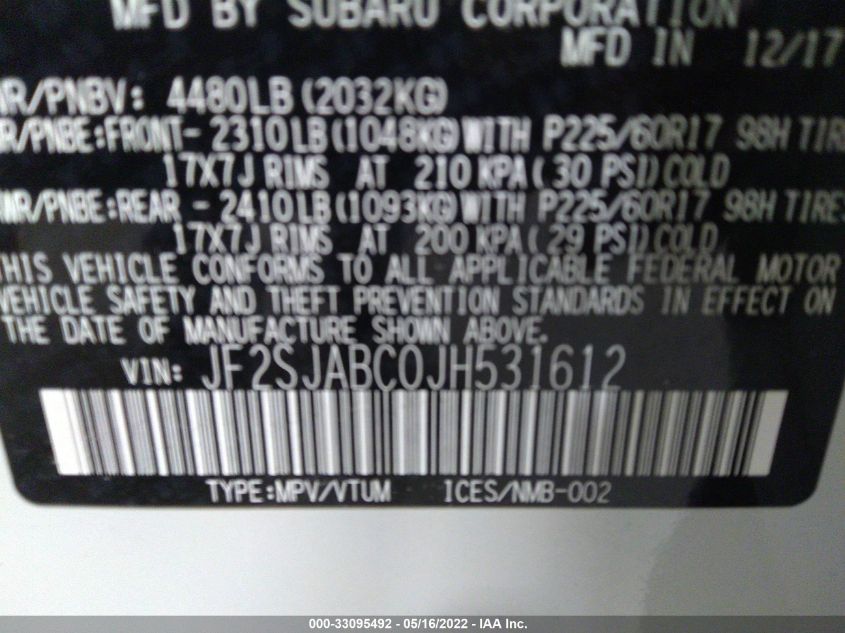 MFD BY SUBARU CORPORATION
MFD IN 12/17
R/PNBV: 4480LB (2032KG)
R/PNBE:FRONT- 2310LB(1048KG)WITH P225/60R17 98H TIRE
17X7J RIMS AT 210 KPA( 30 PSI)COLD
WR/PNBE:REAR - 2410LB(1093KG)WITH P225/60R17 98H TIRES
17X7J RIMS AT 200 KPA( 29 PSI)COLD
THIS VEHICLE CONFORMS TO ALL APPLICABLE FEDERAL MOTOR
VEHICLE SAFETY AND THEFT PREVENTION STANDARDS IN EFFECT ON
THE DATE OF MANUFACTURE SHOWN ABOVE.
VIN: JF2SJABC0JH531612
TYPE:MPV/VTUM ICES/NMB-002
000-33095492 - 05/16/2022 - IAA Inc.